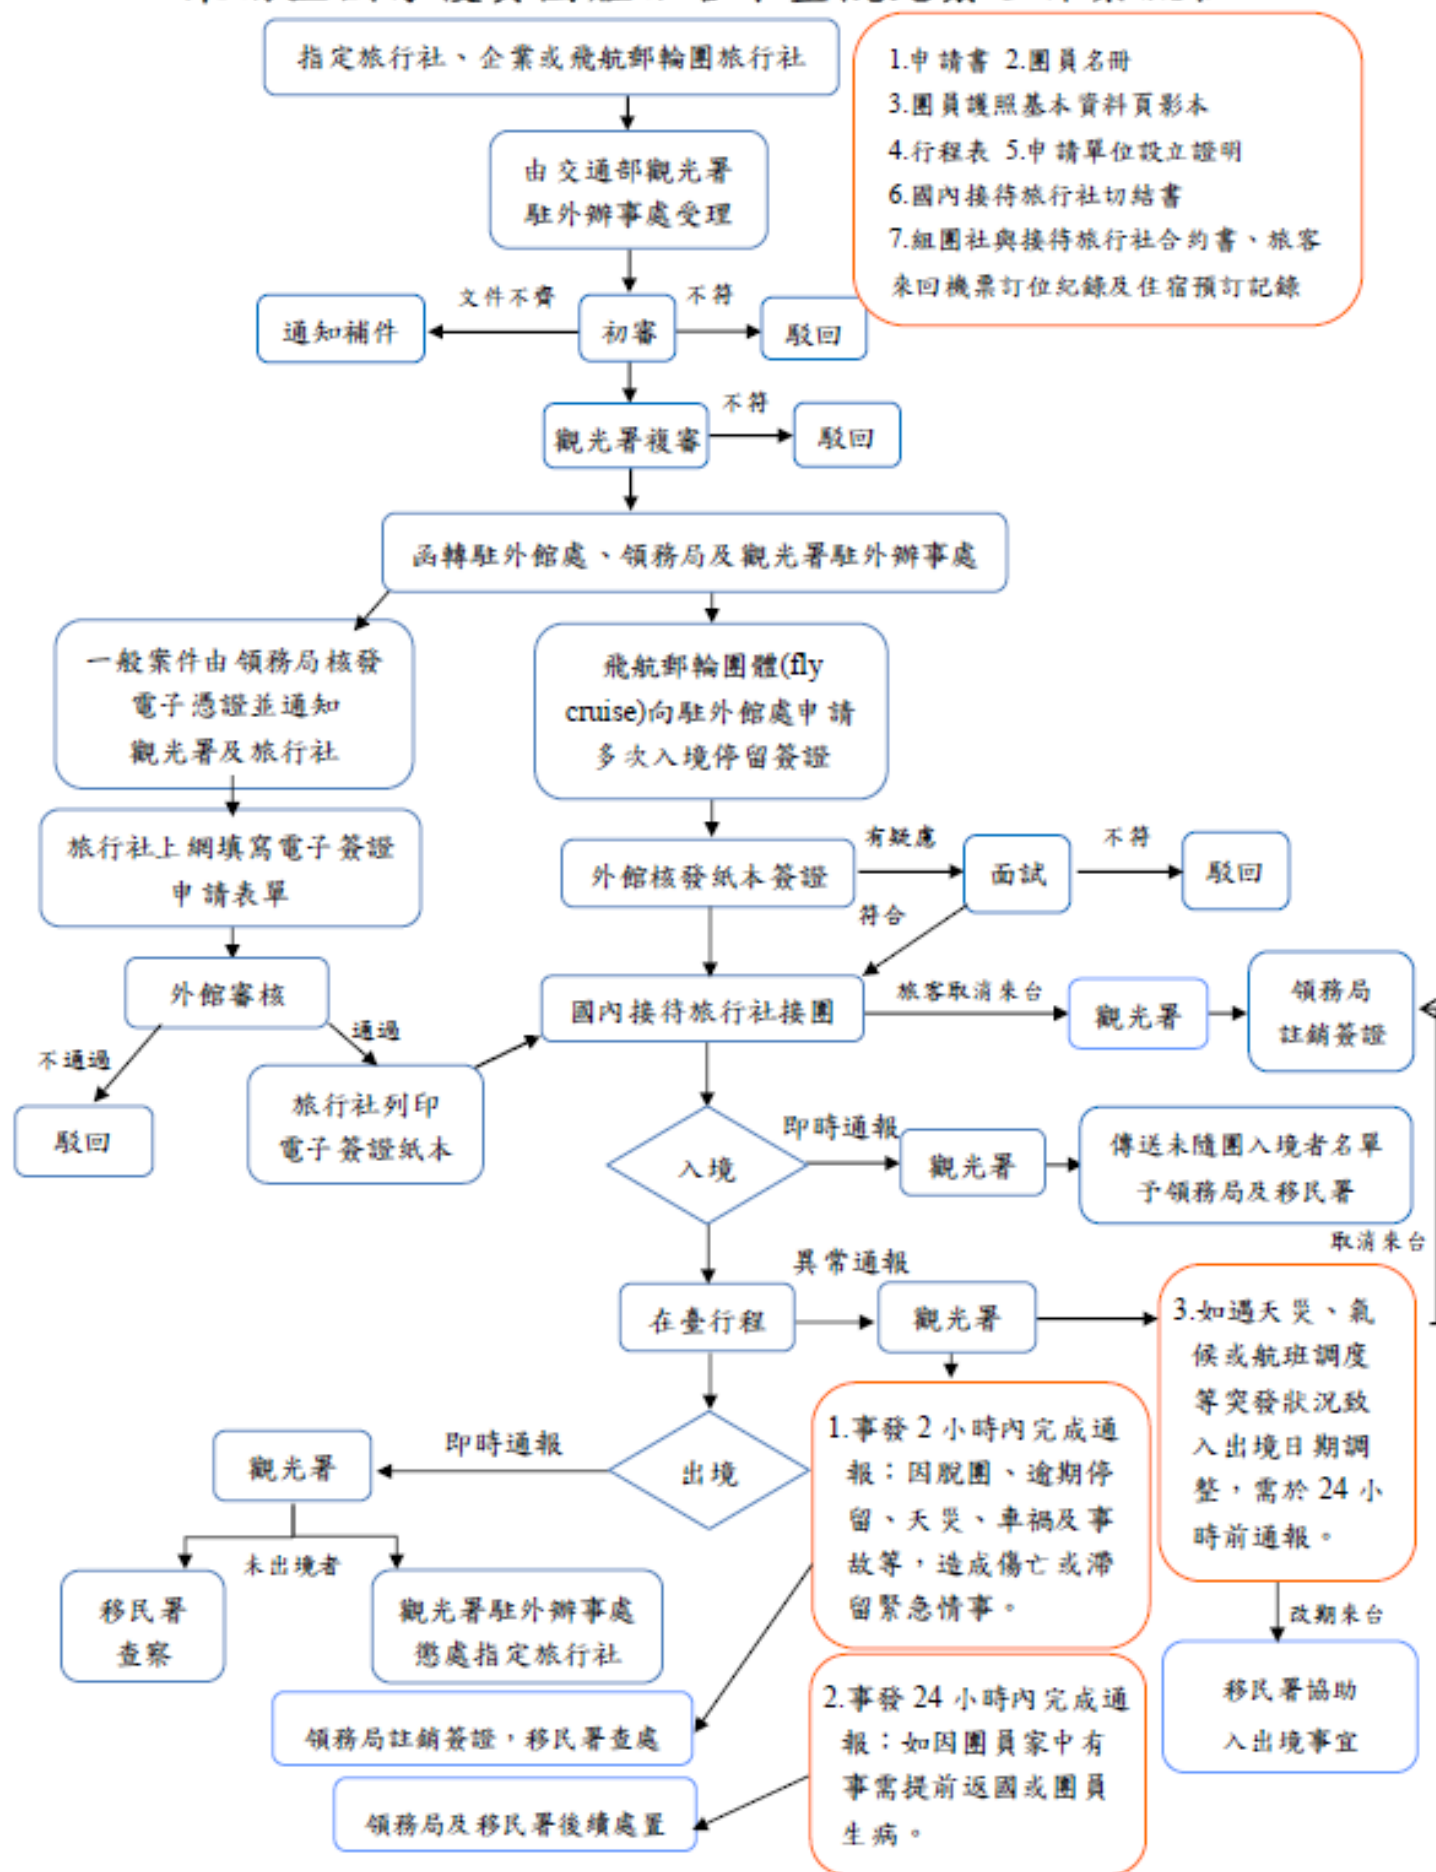 指定旅行社、企業或飛航郵輪團旅行社
1.申請書 2.團員名冊
3.團員護照基本資料頁影本
4.行程表 5.申請單位設立證明
6.國內接待旅行社切結書
7.組團社與接待旅行社合約書、旅客
來回機票訂位紀錄及住宿預訂記錄
由交通部觀光署
駐外辦事處受理
文件不齊
不符
通知補件
初審
駁回
不符
觀光署複審
駁回
函轉駐外館處、領務局及觀光署駐外辦事處
一般案件由領務局核發
電子憑證並通知
觀光署及旅行社
飛航郵輪團體(fly
cruise)向駐外館處申請
多次入境停留簽證
旅行社上網填寫電子簽證
申請表單
外館核發紙本簽證
有疑慮
面試
不符
駁回
符合
外館審核
國內接待旅行社接團
旅客取消來台
觀光署
領務局
註銷簽證
不通過
通過
駁回
旅行社列印
電子簽證紙本
入境
即時通報
觀光署
傳送未隨團入境者名單
予領務局及移民署
取消來台
在臺行程
異常通報
觀光署
3.如遇天災、氣
候或航班調度
等突發狀況致
入出境日期調
整，需於 24 小
時前通報。
觀光署
即時通報
出境
1.事發 2 小時內完成通
報：因脫團、逾期停
留、天災、車禍及事
故等，造成傷亡或滯
留緊急情事。
未出境者
移民署
查察
觀光署駐外辦事處
懲處指定旅行社
改期來台
移民署協助
入出境事宜
領務局註銷簽證，移民署查處
2.事發 24 小時內完成通
報：如因團員家中有
事需提前返國或團員
生病。
領務局及移民署後續處置